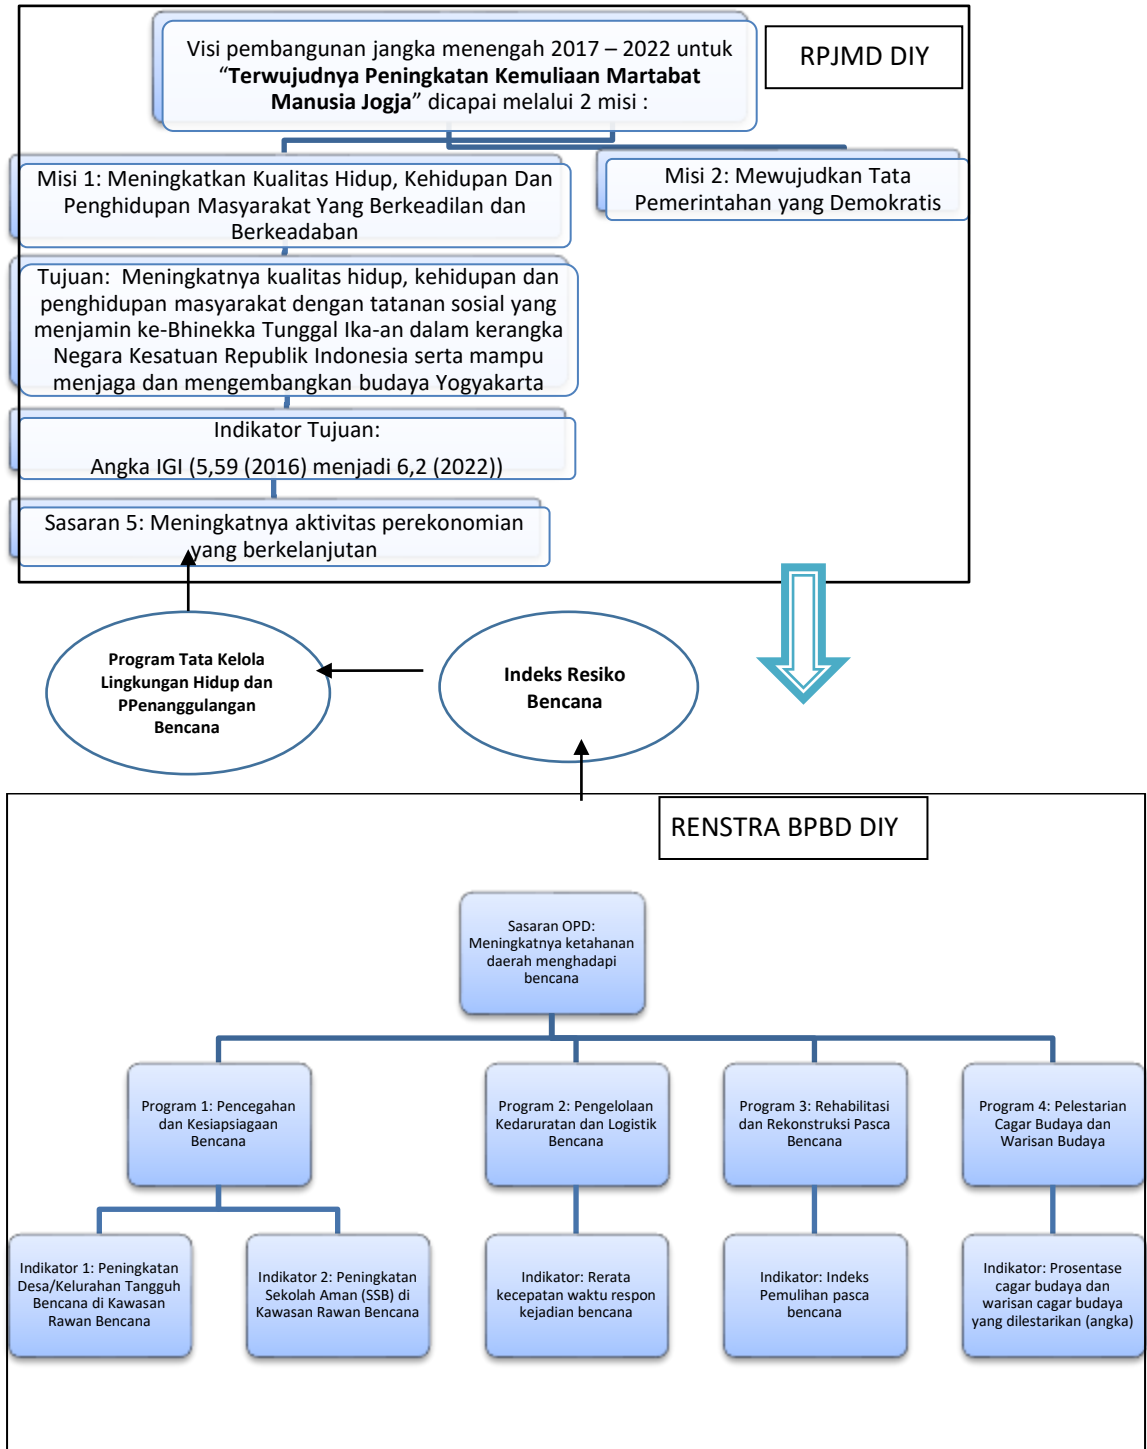 Visi pembangunan jangka menengah 2017 – 2022 untuk
“Terwujudnya Peningkatan Kemuliaan Martabat
Manusia Jogja” dicapai melalui 2 misi :
RPJMD DIY
Misi 1: Meningkatkan Kualitas Hidup, Kehidupan Dan
Penghidupan Masyarakat Yang Berkeadilan dan
Berkeadaban
Misi 2: Mewujudkan Tata
Pemerintahan yang Demokratis
Tujuan:  Meningkatnya kualitas hidup, kehidupan dan
penghidupan masyarakat dengan tatanan sosial yang
menjamin ke-Bhinekka Tunggal Ika-an dalam kerangka
Negara Kesatuan Republik Indonesia serta mampu
menjaga dan mengembangkan budaya Yogyakarta
Indikator Tujuan:
Angka IGI (5,59 (2016) menjadi 6,2 (2022))
Sasaran 5: Meningkatnya aktivitas perekonomian
yang berkelanjutan
Program Tata Kelola
Lingkungan Hidup dan
PPenanggulangan
Bencana
Indeks Resiko
Bencana
RENSTRA BPBD DIY
Sasaran OPD:
Meningkatnya ketahanan
daerah menghadapi
bencana
Program 1: Pencegahan
dan Kesiapsiagaan
Bencana
Program 2: Pengelolaan
Kedaruratan dan Logistik
Bencana
Program 3: Rehabilitasi
dan Rekonstruksi Pasca
Bencana
Program 4: Pelestarian
Cagar Budaya dan
Warisan Budaya
Indikator 1: Peningkatan
Desa/Kelurahan Tangguh
Bencana di Kawasan
Rawan Bencana
Indikator 2: Peningkatan
Sekolah Aman (SSB) di
Kawasan Rawan Bencana
Indikator: Rerata
kecepatan waktu respon
kejadian bencana
Indikator: Indeks
Pemulihan pasca
bencana
Indikator: Prosentase
cagar budaya dan
warisan cagar budaya
yang dilestarikan (angka)